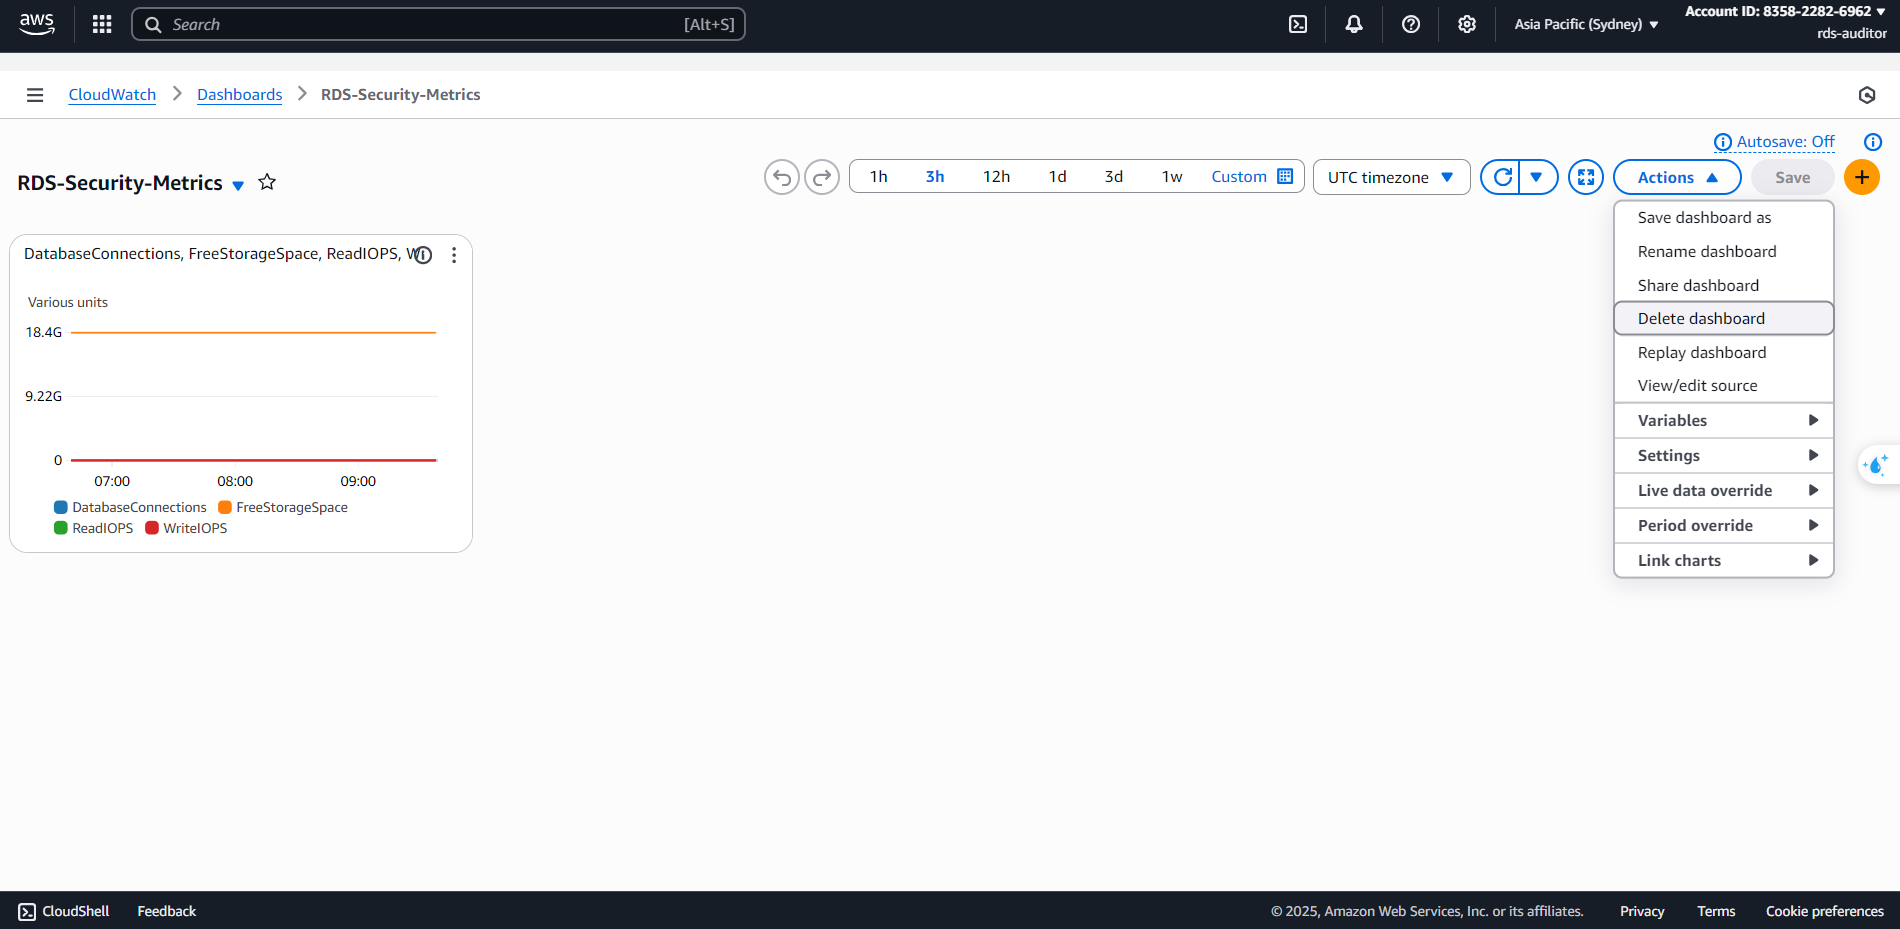 aws
Search [Alt+S]
Asia Pacific (Sydney)
Account ID: 8358-2282-6962
rds-auditor
CloudWatch
Dashboards
RDS-Security-Metrics
Autosave: Off
RDS-Security-Metrics
1h 3h 12h 1d 3d 1w Custom
UTC timezone
Actions
Save
Save dashboard as
Rename dashboard
Share dashboard
Delete dashboard
Replay dashboard
View/edit source
Variables
Settings
Live data override
Period override
Link charts
DatabaseConnections, FreeStorageSpace, ReadIOPS, W
Various units
18.4G
9.22G
0
07:00 08:00 09:00
DatabaseConnections FreeStorageSpace
ReadIOPS WriteIOPS
CloudShell Feedback
© 2025, Amazon Web Services, Inc. or its affiliates. Privacy Terms Cookie preferences